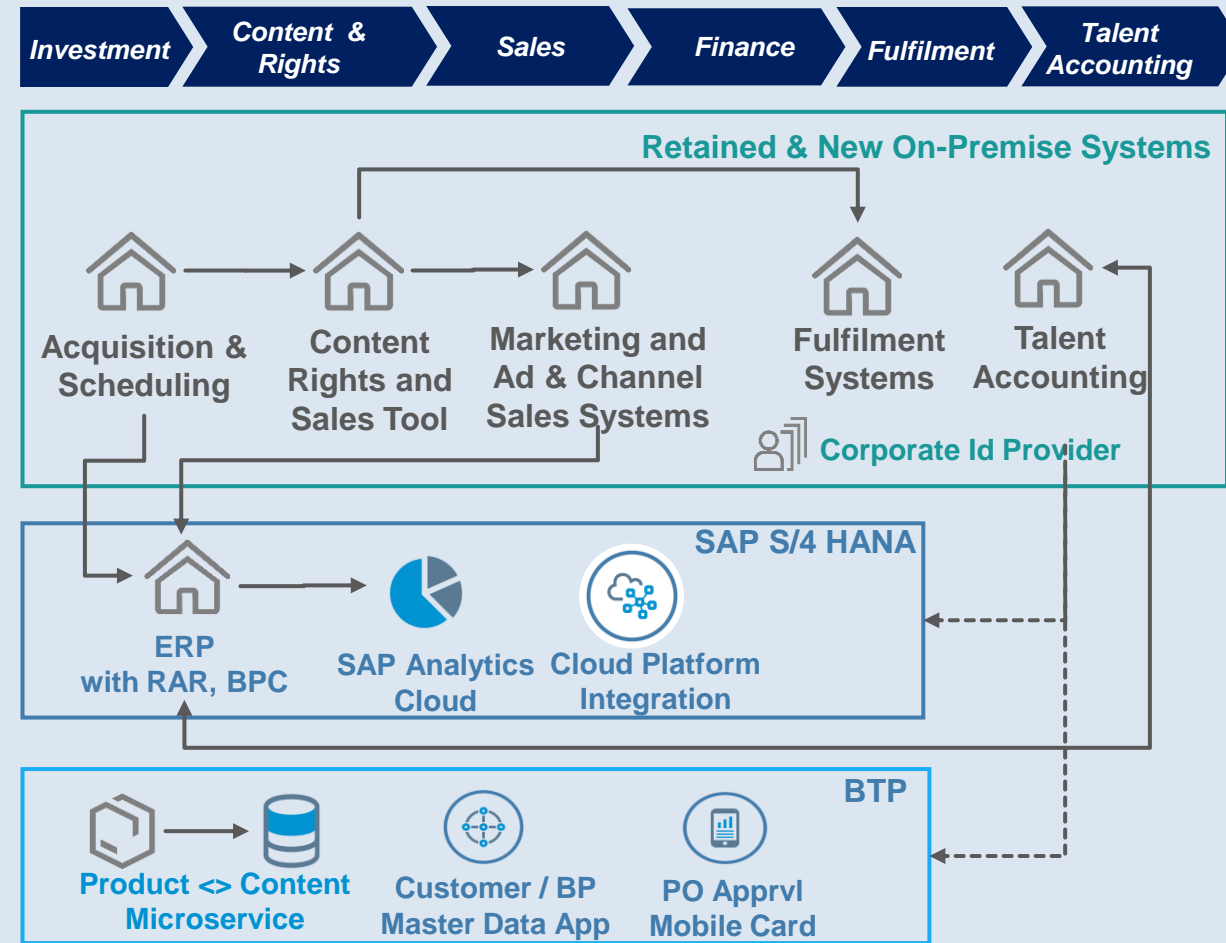 Investment
Content &
Rights
Sales
Finance
Fulfilment
Talent
Accounting
Retained & New On-Premise Systems
Acquisition &
Scheduling
Content
Rights and
Sales Tool
Marketing and
Ad & Channel
Sales Systems
Fulfilment
Systems
Talent
Accounting
Corporate Id Provider
SAP S/4 HANA
ERP
with RAR, BPC
SAP Analytics
Cloud
Cloud Platform
Integration
BTP
Product <> Content
Microservice
Customer / BP
Master Data App
PO Apprvl
Mobile Card